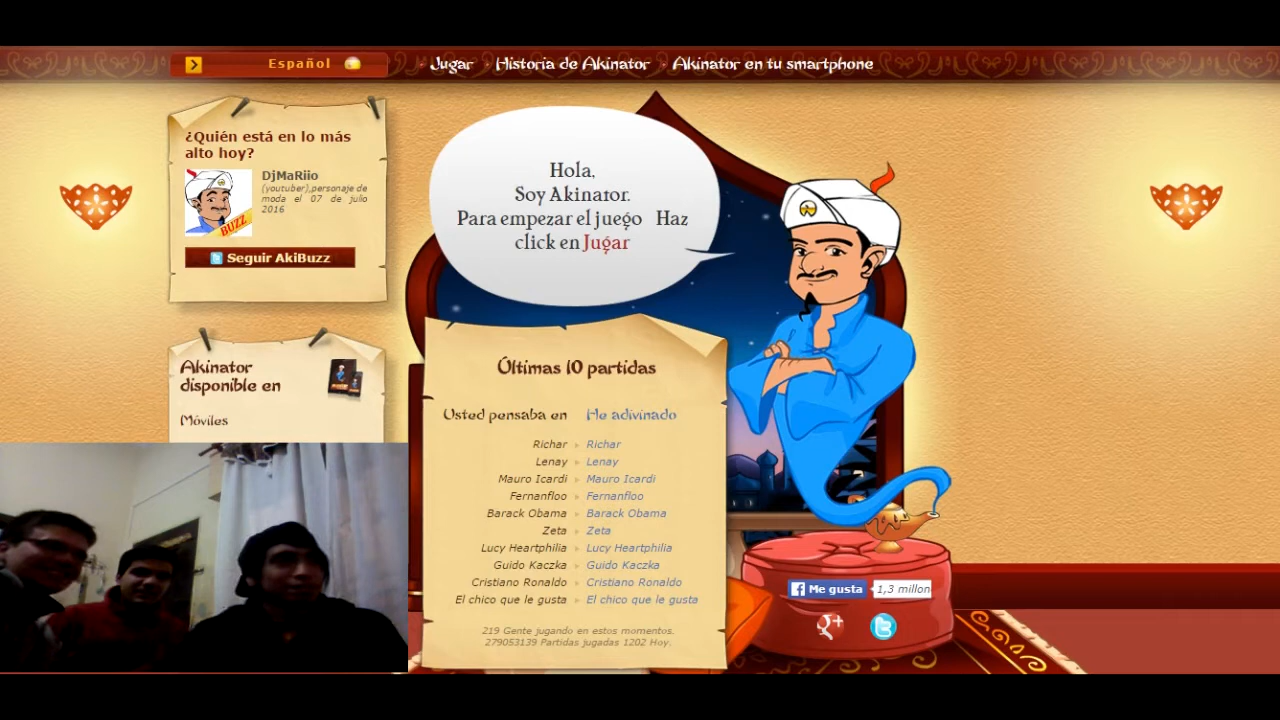 Español
Jugar
Historia de Akinator
Akinator en tu smartphone
¿Quién está en lo más
alto hoy?
DjMaRiio
(youtuber),personaje de
moda el 07 de julio
2016
BUZZ
Seguir AkiBuzz
Akinator
disponible en
Móviles
Hola,
Soy Akinator.
Para empezar el juego Haz
click en Jugar
Últimas 10 partidas
Usted pensaba en He adivinado
Richar Richar
Lenay Lenay
Mauro Icardi Mauro Icardi
Fernanfloo Fernanfloo
Barack Obama Barack Obama
Zeta Zeta
Lucy Heartphilia Lucy Heartphilia
Guido Kaczka Guido Kaczka
Cristiano Ronaldo Cristiano Ronaldo
El chico que le gusta El chico que le gusta
219 Gente jugando en estos momentos.
279053139 Partidas jugadas 1202 Hoy.
Me gusta 1,3 millon